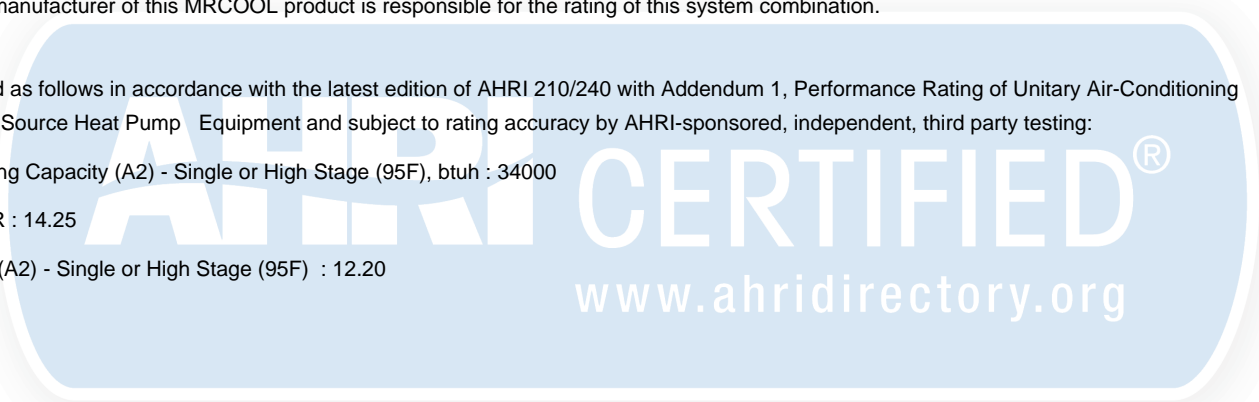 manufacturer of this MRCOOL product is responsible for the rating of this system combination.
as follows in accordance with the latest edition of AHRI 210/240 with Addendum 1, Performance Rating of Unitary Air-Conditioning
Source Heat Pump Equipment and subject to rating accuracy by AHRI-sponsored, independent, third party testing:
Capacity (A2) - Single or High Stage (95F), btuh : 34000
: 14.25
(A2) - Single or High Stage (95F) : 12.20
AHRI CERTIFIED®
www.ahridirectory.org